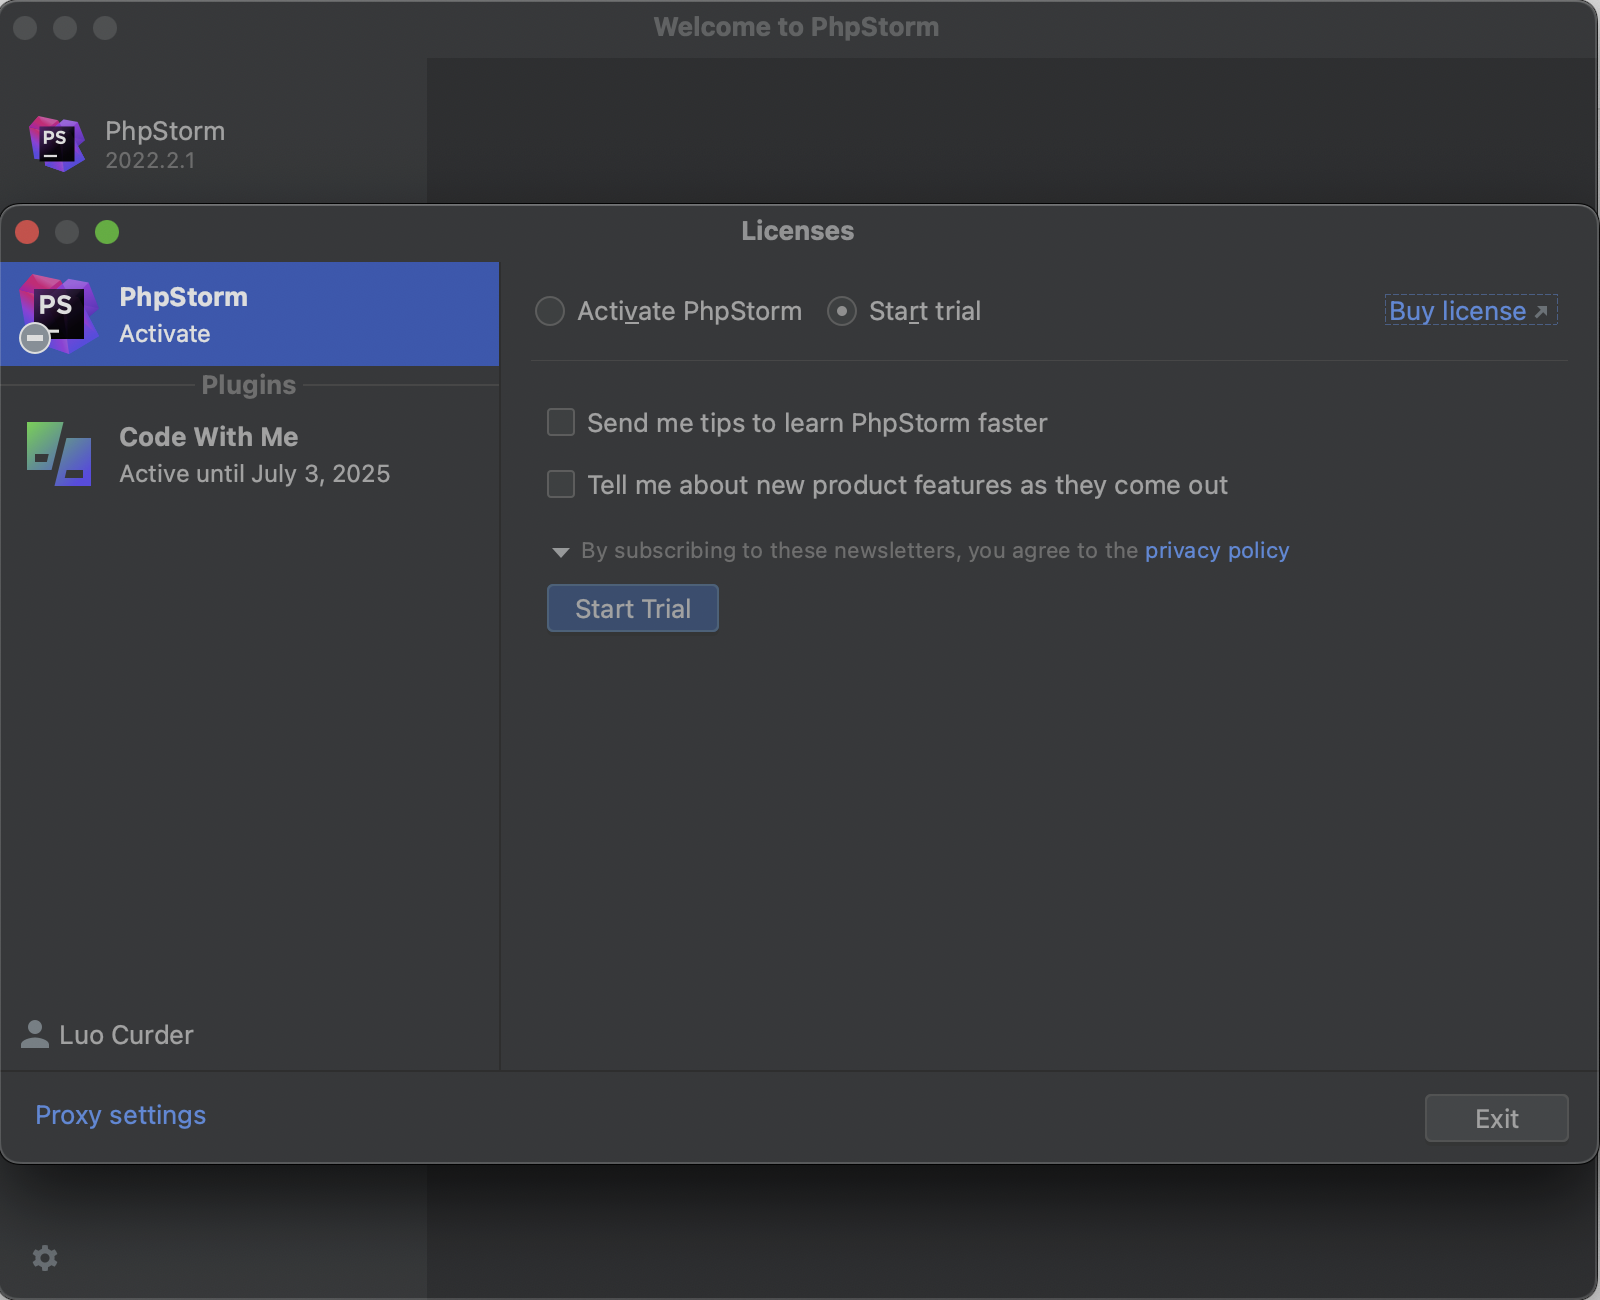 Welcome to PhpStorm
PS
PhpStorm
2022.2.1
Licenses
PS
PhpStorm
Activate
Plugins
Code With Me
Active until July 3, 2025
Luo Curder
Activate PhpStorm
Start trial
Buy license
Send me tips to learn PhpStorm faster
Tell me about new product features as they come out
By subscribing to these newsletters, you agree to the privacy policy
Start Trial
Proxy settings
Exit